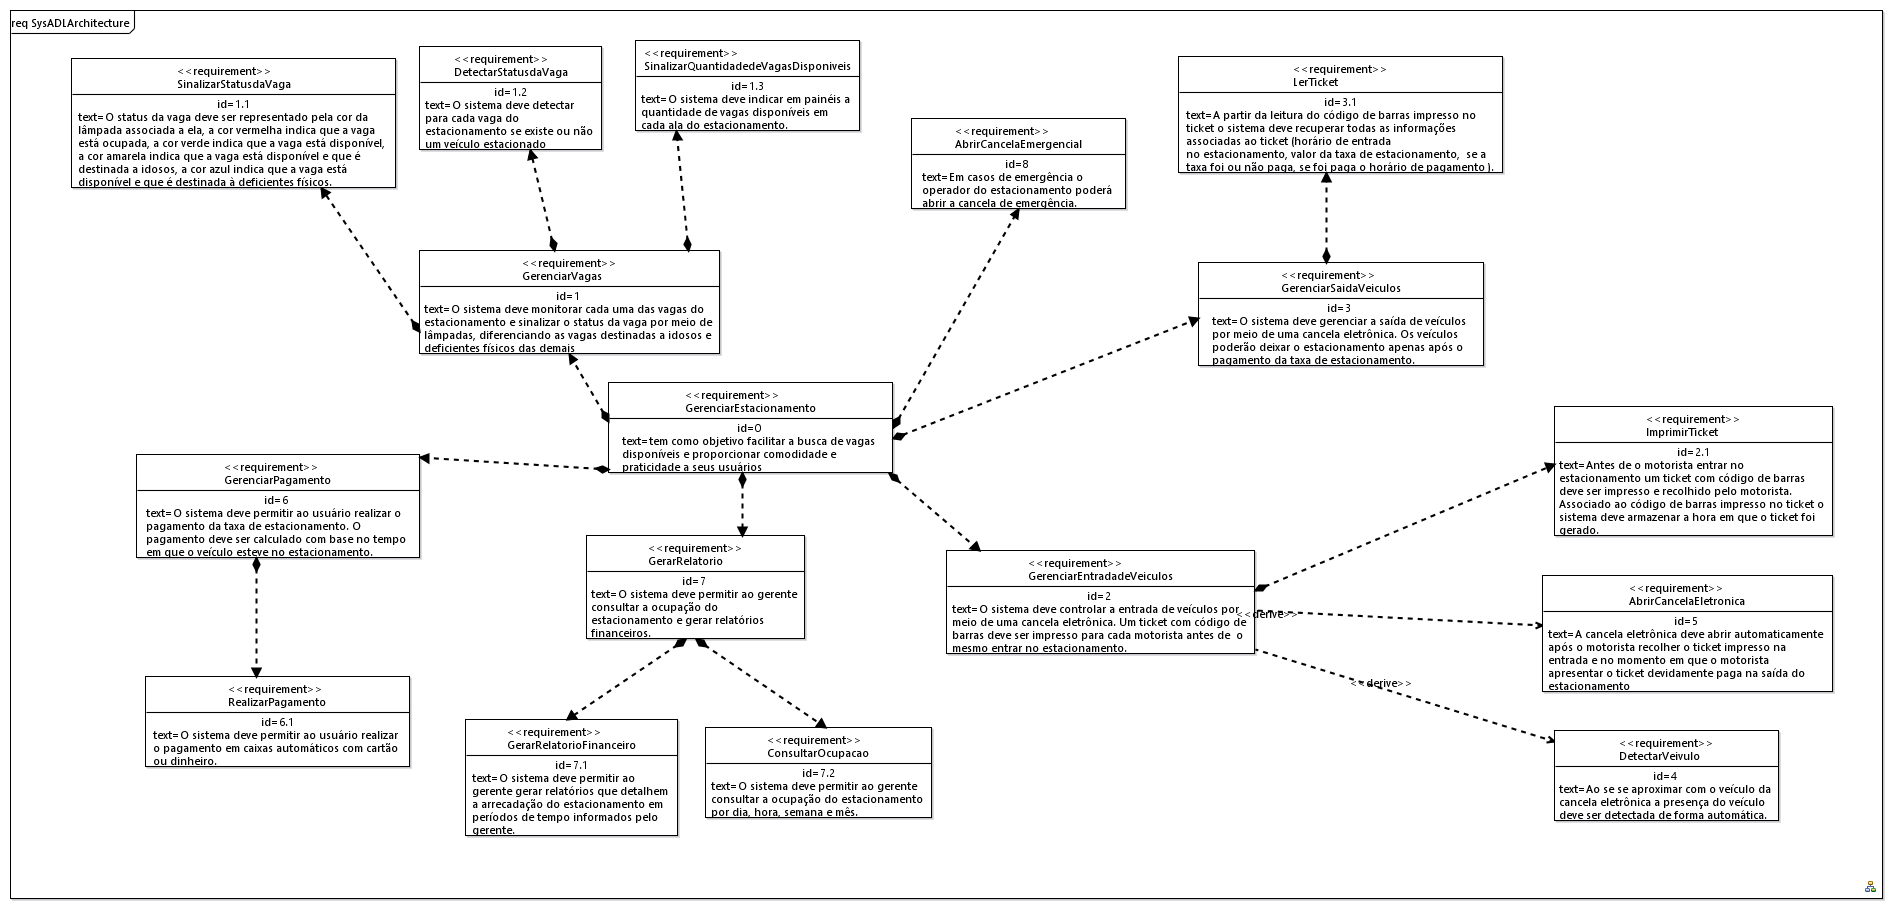 req SysADLArchitecture
<<requirement>>
SinalizarStatusdaVaga
id=1.1
text=O status da vaga deve ser representado pela cor da
lâmpada associada a ela, a cor vermelha indica que a vaga
está ocupada, a cor verde indica que a vaga está disponível,
a cor amarela indica que a vaga está disponível e que é
destinada a idosos, a cor azul indica que a vaga está
disponível e que é destinada à deficientes físicos.
<<requirement>>
DetectarStatusdaVaga
id=1.2
text=O sistema deve detectar
para cada vaga do
estacionamento se existe ou não
um veículo estacionado
<<requirement>>
SinalizarQuantidadedeVagasDisponiveis
id=1.3
text=O sistema deve indicar em painéis a
quantidade de vagas disponíveis em
cada ala do estacionamento.
<<requirement>>
AbrirCancelaEmergencial
id=8
text=Em casos de emergência o
operador do estacionamento poderá
abrir a cancela de emergência.
<<requirement>>
LerTicket
id=3.1
text=A partir da leitura do código de barras impresso no
ticket o sistema deve recuperar todas as informações
associadas ao ticket (horário de entrada
no estacionamento, valor da taxa de estacionamento, se a
taxa foi ou não paga, se foi paga o horário de pagamento ).
<<requirement>>
GerenciarVagas
id=1
text=O sistema deve monitorar cada uma das vagas do
estacionamento e sinalizar o status da vaga por meio de
lâmpadas, diferenciando as vagas destinadas a idosos e
deficientes físicos das demais
<<requirement>>
GerenciarSaidaVeiculos
id=3
text=O sistema deve gerenciar a saída de veículos
por meio de uma cancela eletrônica. Os veículos
poderão deixar o estacionamento apenas após o
pagamento da taxa de estacionamento.
<<requirement>>
GerenciarEstacionamento
id=0
text=tem como objetivo facilitar a busca de vagas
disponíveis e proporcionar comodidade e
praticidade a seus usuários
<<requirement>>
ImprimirTicket
id=2.1
text=Antes de o motorista entrar no
estacionamento um ticket com código de barras
deve ser impresso e recolhido pelo motorista.
Associado ao código de barras impresso no ticket o
sistema deve armazenar a hora em que o ticket foi
gerado.
<<requirement>>
GerenciarPagamento
id=6
text=O sistema deve permitir ao usuário realizar o
pagamento da taxa de estacionamento. O
pagamento deve ser calculado com base no tempo
em que o veículo esteve no estacionamento.
<<requirement>>
GerarRelatorio
id=7
text=O sistema deve permitir ao gerente
consultar a ocupação do
estacionamento e gerar relatórios
financeiros.
<<requirement>>
GerenciarEntradadeVeiculos
id=2
text=O sistema deve controlar a entrada de veículos por
meio de uma cancela eletrônica. Um ticket com código de
barras deve ser impresso para cada motorista antes de o
mesmo entrar no estacionamento.
<<derive>>
<<requirement>>
AbrirCancelaEletronica
id=5
text=A cancela eletrônica deve abrir automaticamente
após o motorista recolher o ticket impresso na
entrada e no momento em que o motorista
apresentar o ticket devidamente paga na saída do
estacionamento
<<derive>>
<<requirement>>
RealizarPagamento
id=6.1
text=O sistema deve permitir ao usuário realizar
o pagamento em caixas automáticos com cartão
ou dinheiro.
<<requirement>>
GerarRelatorioFinanceiro
id=7.1
text=O sistema deve permitir ao
gerente gerar relatórios que detalhem
a arrecadação do estacionamento em
períodos de tempo informados pelo
gerente.
<<requirement>>
ConsultarOcupacao
id=7.2
text=O sistema deve permitir ao gerente
consultar a ocupação do estacionamento
por dia, hora, semana e mês.
<<requirement>>
DetectarVeivulo
id=4
text=Ao se se aproximar com o veículo da
cancela eletrônica a presença do veículo
deve ser detectada de forma automática.